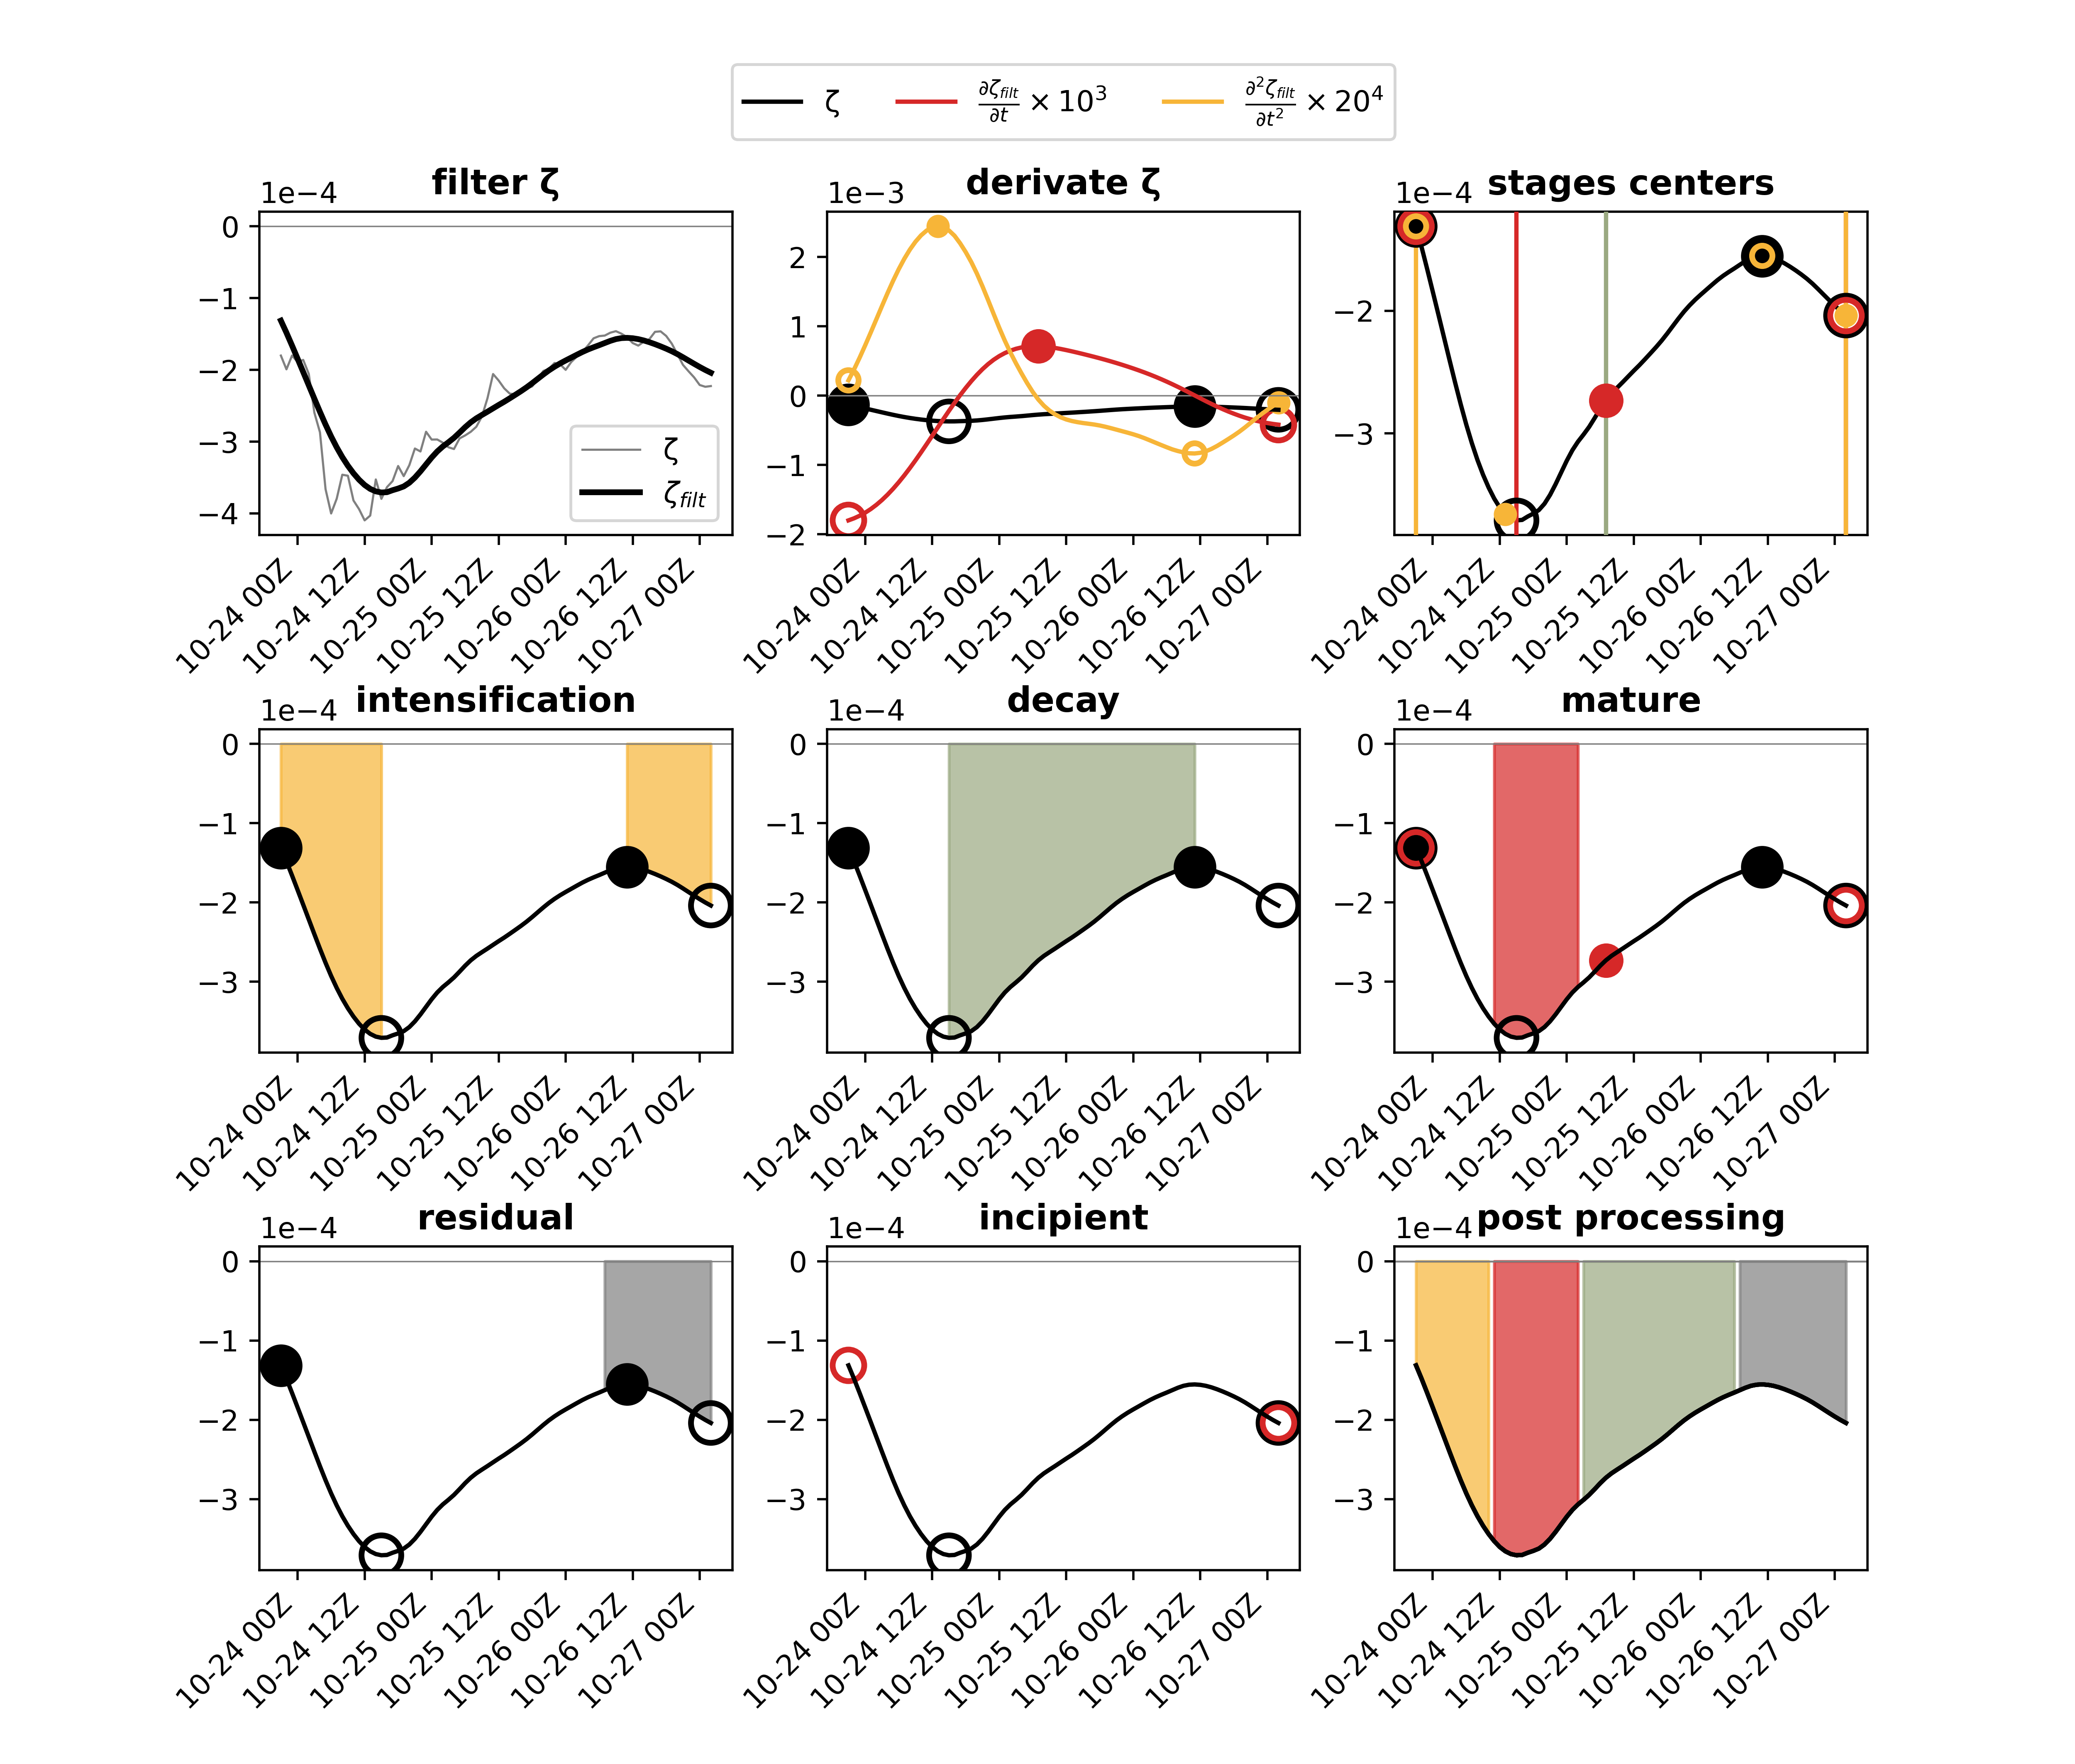 ζ ∂ζfilt/∂t × 10³ ∂²ζfilt/∂t² × 20⁴
filter ζ
1e−4
0
−1
−2
−3
−4
ζ
ζfilt
10-24 00Z
10-24 12Z
10-25 00Z
10-25 12Z
10-26 00Z
10-26 12Z
10-27 00Z
derivate ζ
1e−3
2
1
0
−1
−2
10-24 00Z
10-24 12Z
10-25 00Z
10-25 12Z
10-26 00Z
10-26 12Z
10-27 00Z
stages centers
1e−4
−2
−3
10-24 00Z
10-24 12Z
10-25 00Z
10-25 12Z
10-26 00Z
10-26 12Z
10-27 00Z
intensification
1e−4
0
−1
−2
−3
10-24 00Z
10-24 12Z
10-25 00Z
10-25 12Z
10-26 00Z
10-26 12Z
10-27 00Z
decay
1e−4
0
−1
−2
−3
10-24 00Z
10-24 12Z
10-25 00Z
10-25 12Z
10-26 00Z
10-26 12Z
10-27 00Z
mature
1e−4
0
−1
−2
−3
10-24 00Z
10-24 12Z
10-25 00Z
10-25 12Z
10-26 00Z
10-26 12Z
10-27 00Z
residual
1e−4
0
−1
−2
−3
10-24 00Z
10-24 12Z
10-25 00Z
10-25 12Z
10-26 00Z
10-26 12Z
10-27 00Z
incipient
1e−4
0
−1
−2
−3
10-24 00Z
10-24 12Z
10-25 00Z
10-25 12Z
10-26 00Z
10-26 12Z
10-27 00Z
post processing
1e−4
0
−1
−2
−3
10-24 00Z
10-24 12Z
10-25 00Z
10-25 12Z
10-26 00Z
10-26 12Z
10-27 00Z